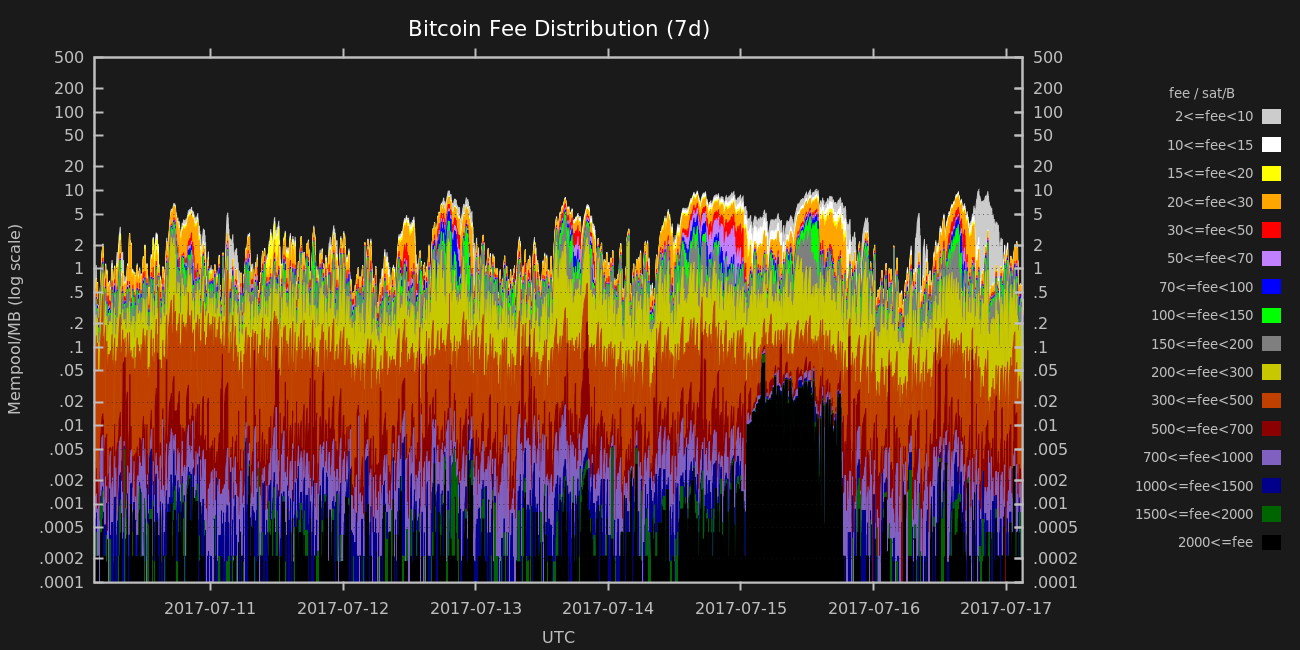 Bitcoin Fee Distribution (7d)
Mempool/MB (log scale)
500
200
100
50
20
10
5
2
1
.5
.2
.1
.05
.02
.01
.005
.002
.001
.0005
.0002
.0001
500
200
100
50
20
10
5
2
1
.5
.2
.1
.05
.02
.01
.005
.002
.001
.0005
.0002
.0001
2017-07-11 2017-07-12 2017-07-13 2017-07-14 2017-07-15 2017-07-16 2017-07-17
UTC
fee / sat/B
2<=fee<10
10<=fee<15
15<=fee<20
20<=fee<30
30<=fee<50
50<=fee<70
70<=fee<100
100<=fee<150
150<=fee<200
200<=fee<300
300<=fee<500
500<=fee<700
700<=fee<1000
1000<=fee<1500
1500<=fee<2000
2000<=fee